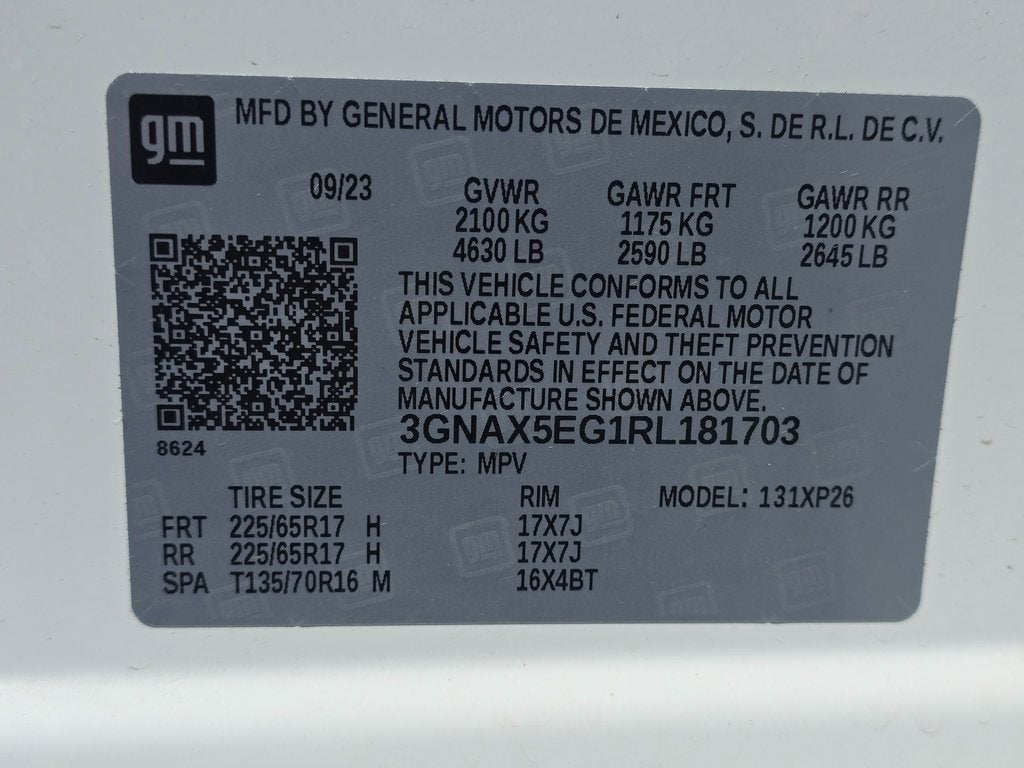 gm
MFD BY GENERAL MOTORS DE MEXICO, S. DE R.L. DE C.V.
09/23 GVWR GAWR FRT GAWR RR
2100 KG 1175 KG 1200 KG
4630 LB 2590 LB 2645 LB
THIS VEHICLE CONFORMS TO ALL
APPLICABLE U.S. FEDERAL MOTOR
VEHICLE SAFETY AND THEFT PREVENTION
STANDARDS IN EFFECT ON THE DATE OF
MANUFACTURE SHOWN ABOVE.
3GNAX5EG1RL181703
8624
TYPE: MPV
TIRE SIZE RIM MODEL: 131XP26
FRT 225/65R17 H 17X7J
RR 225/65R17 H 17X7J
SPA T135/70R16 M 16X4BT